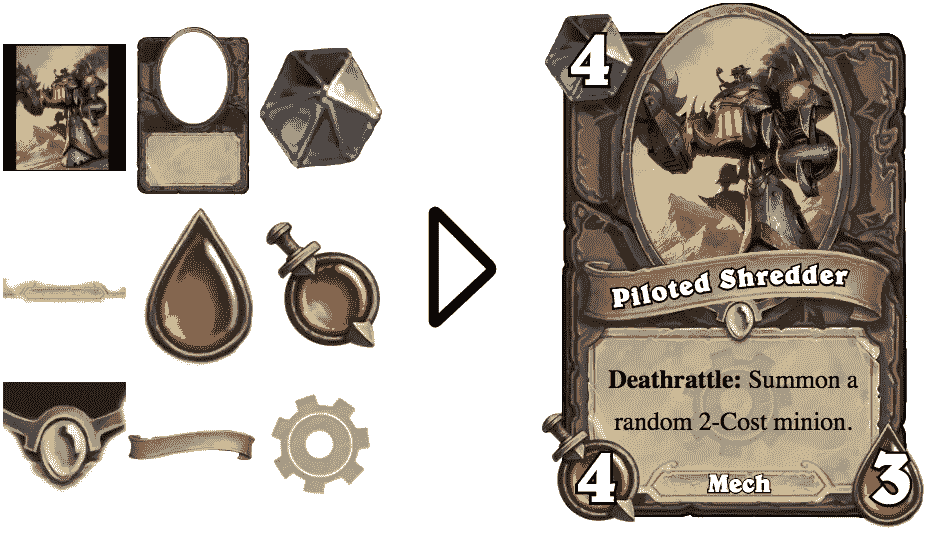 4
Piloted Shredder
Deathrattle: Summon a
random 2-Cost minion.
4
Mech
3